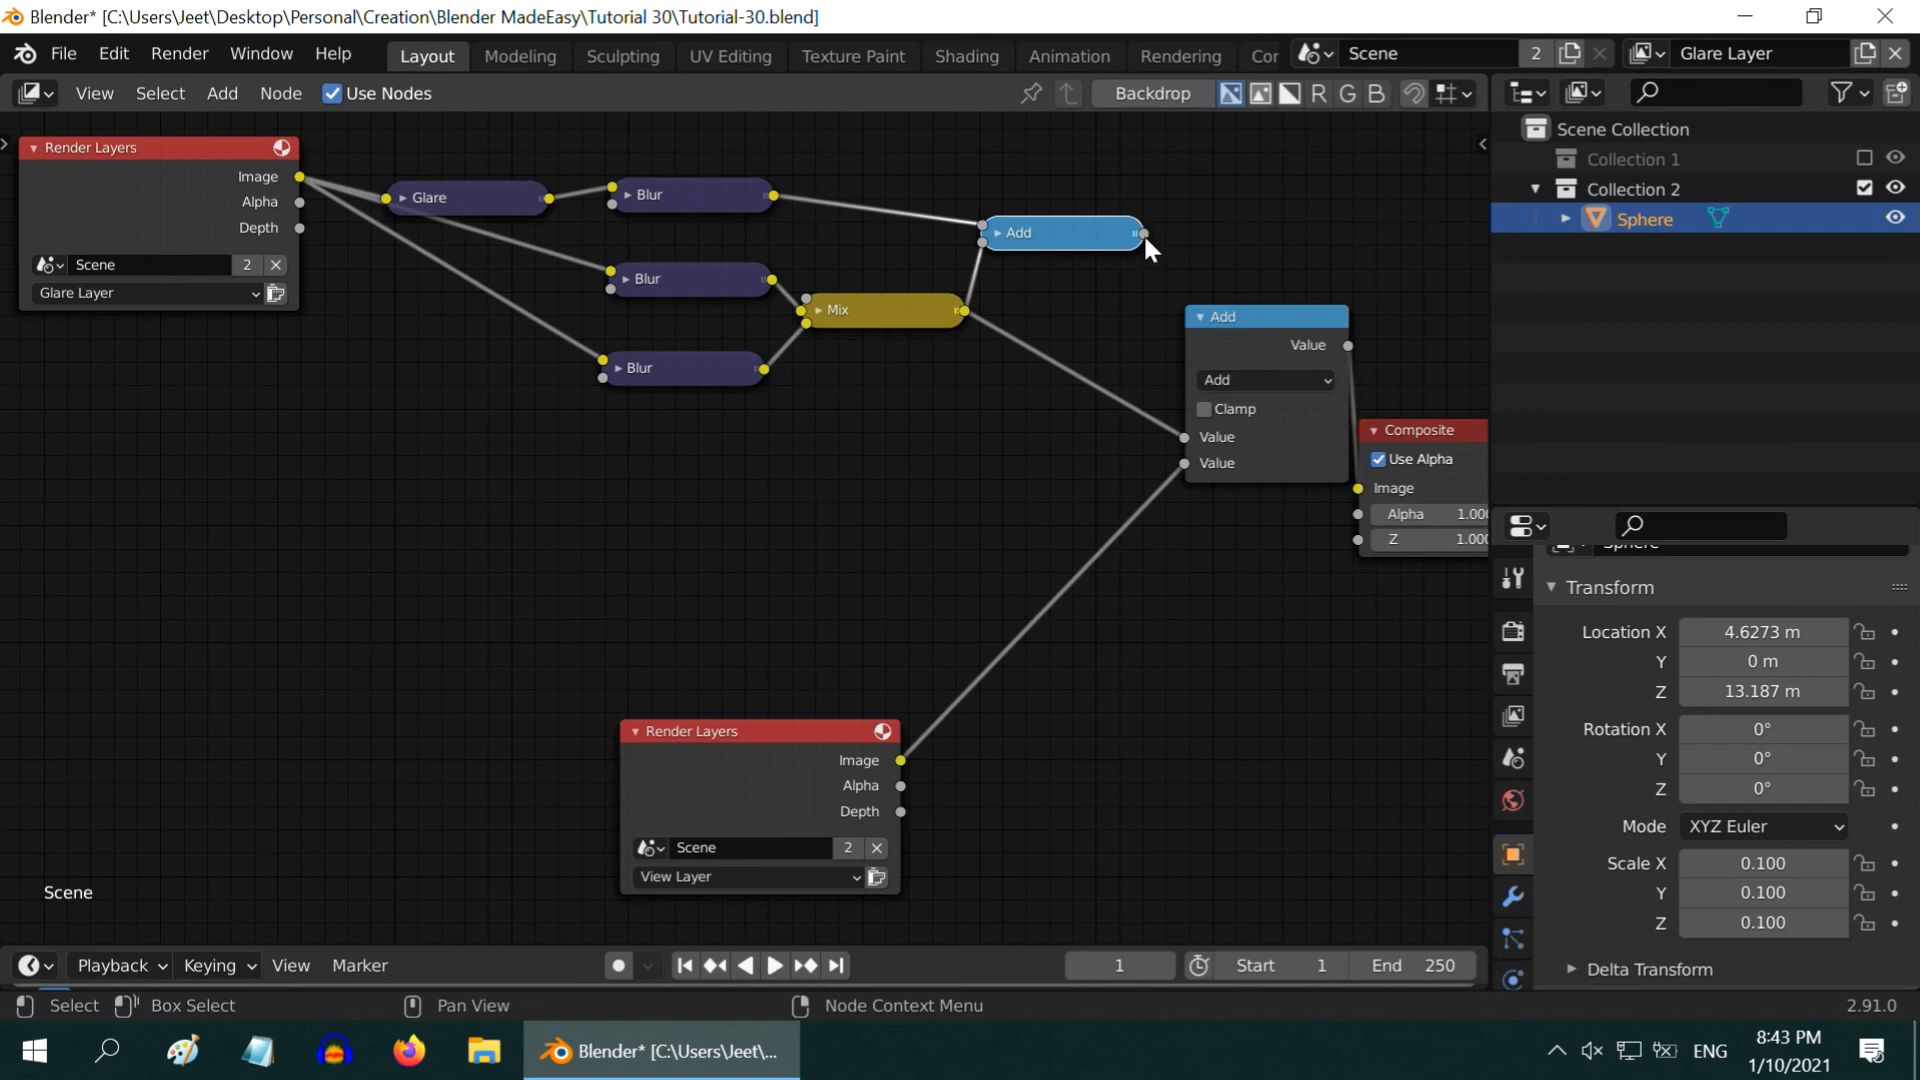 Blender* [C:\Users\Jeet\Desktop\Personal\Creation\Blender MadeEasy\Tutorial 30\Tutorial-30.blend]
File Edit Render Window Help Layout Modeling Sculpting UV Editing Texture Paint Shading Animation Rendering Scene 2 Glare Layer
View Select Add Node Use Nodes Backdrop R G B
Scene Collection
Collection 1
Collection 2
Sphere
Render Layers
Image
Alpha
Depth
Scene 2
Glare Layer
Glare
Blur
Add
Blur
Mix
Blur
Add
Value
Add
Clamp
Value
Value
Composite
Use Alpha
Image
Alpha
Z
Render Layers
Image
Alpha
Depth
Scene 2
View Layer
Scene
Transform
Location X 4.6273 m
Y 0 m
Z 13.187 m
Rotation X 0°
Y 0°
Z 0°
Mode XYZ Euler
Scale X 0.100
Y 0.100
Z 0.100
Delta Transform
Playback Keying View Marker 1 Start 1 End 250
Select Box Select Pan View Node Context Menu 2.91.0
Blender* [C:\Users\Jeet\...
ENG
8:43 PM
1/10/2021